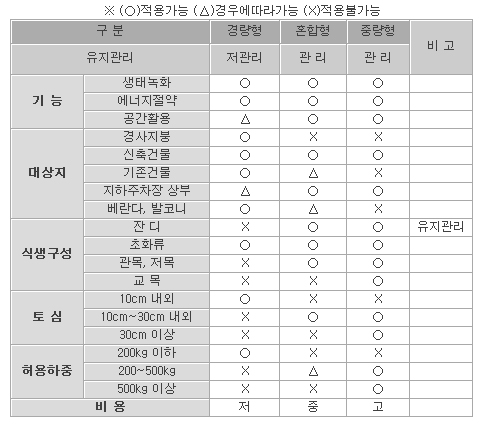 ※ (○)적용가능 (△)경우에따라가능 (X)적용불가능
구 분 경량형 혼합형 중량형 비 고
유지관리 저관리 관 리 관 리
기 능 생태녹화 ○ ○ ○
에너지절약 ○ ○ ○
공간활용 △ ○ ○
대상지 경사지붕 ○ X X
신축건물 ○ ○ ○
기존건물 ○ △ X
지하주차장 상부 △ ○ ○
베란다, 발코니 ○ △ X
식생구성 잔 디 X ○ ○ 유지관리
초화류 ○ ○ ○
관목, 저목 X ○ ○
교 목 X X ○
토 심 10cm 내외 ○ X X
10cm~30cm 내외 X ○ ○
30cm 이상 X X ○
허용하중 200kg 이하 ○ X X
200~500kg X △ ○
500kg 이상 X X ○
비 용 저 중 고